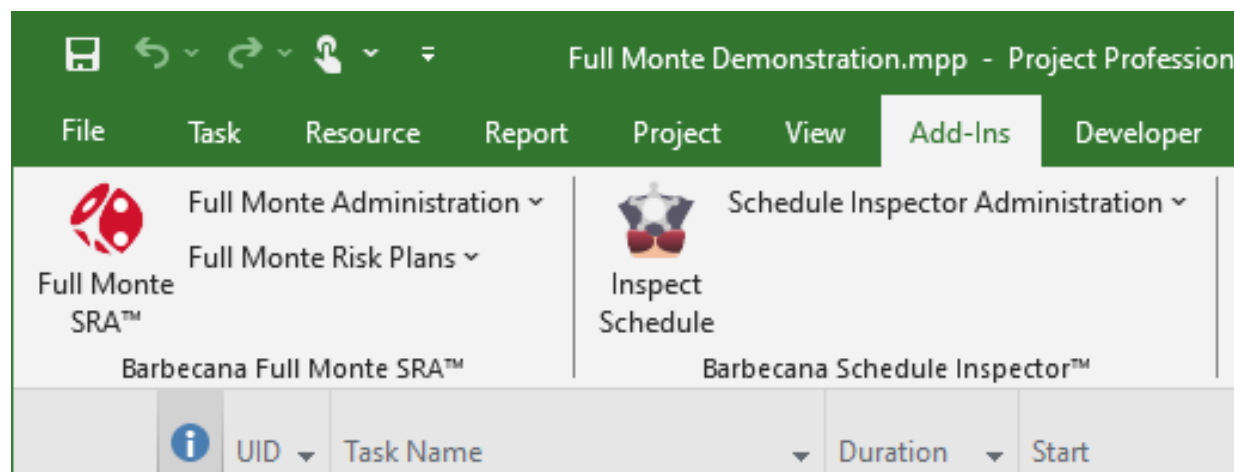 Full Monte Demonstration.mpp - Project Profession
File Task Resource Report Project View Add-Ins Developer
Full Monte Administration
Full Monte Risk Plans
Full Monte
SRA™
Barbecana Full Monte SRA™
Schedule Inspector Administration
Inspect
Schedule
Barbecana Schedule Inspector™
UID Task Name Duration Start